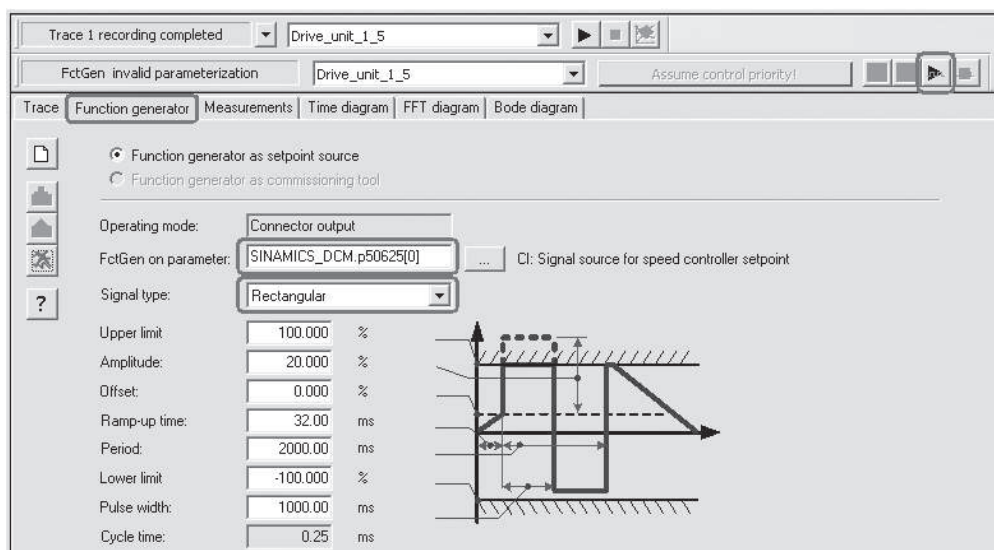 Trace 1 recording completed Drive_unit_1_5
FctGen invalid parameterization Drive_unit_1_5 Assume control priority!
Trace Function generator Measurements Time diagram FFT diagram Bode diagram
Function generator as setpoint source
Function generator as commissioning tool
Operating mode: Connector output
FctGen on parameter: SINAMICS_DCM.p50625[0] ... CI: Signal source for speed controller setpoint
Signal type: Rectangular
?
Upper limit 100.000 %
Amplitude: 20.000 %
Offset: 0.000 %
Ramp-up time: 32.00 ms
Period: 2000.00 ms
Lower limit -100.000 %
Pulse width: 1000.00 ms
Cycle time: 0.25 ms